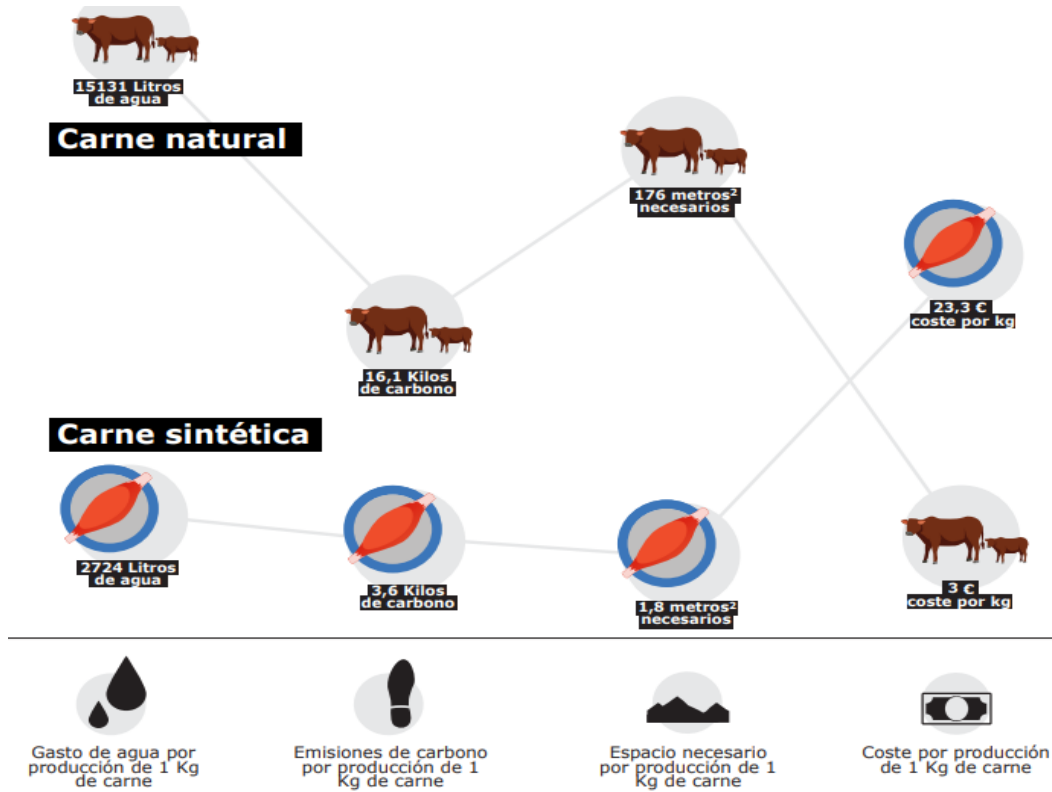 15131 Litros
de agua
Carne natural
176 metros²
necesarios
23,3 €
coste por kg
16,1 Kilos
de carbono
Carne sintética
2724 Litros
de agua
3,6 Kilos
de carbono
1,8 metros²
necesarios
3 €
coste por kg
Gasto de agua por
producción de 1 Kg
de carne
Emisiones de carbono
por producción de 1
Kg de carne
Espacio necesario
por producción de 1
Kg de carne
Coste por producción
de 1 Kg de carne